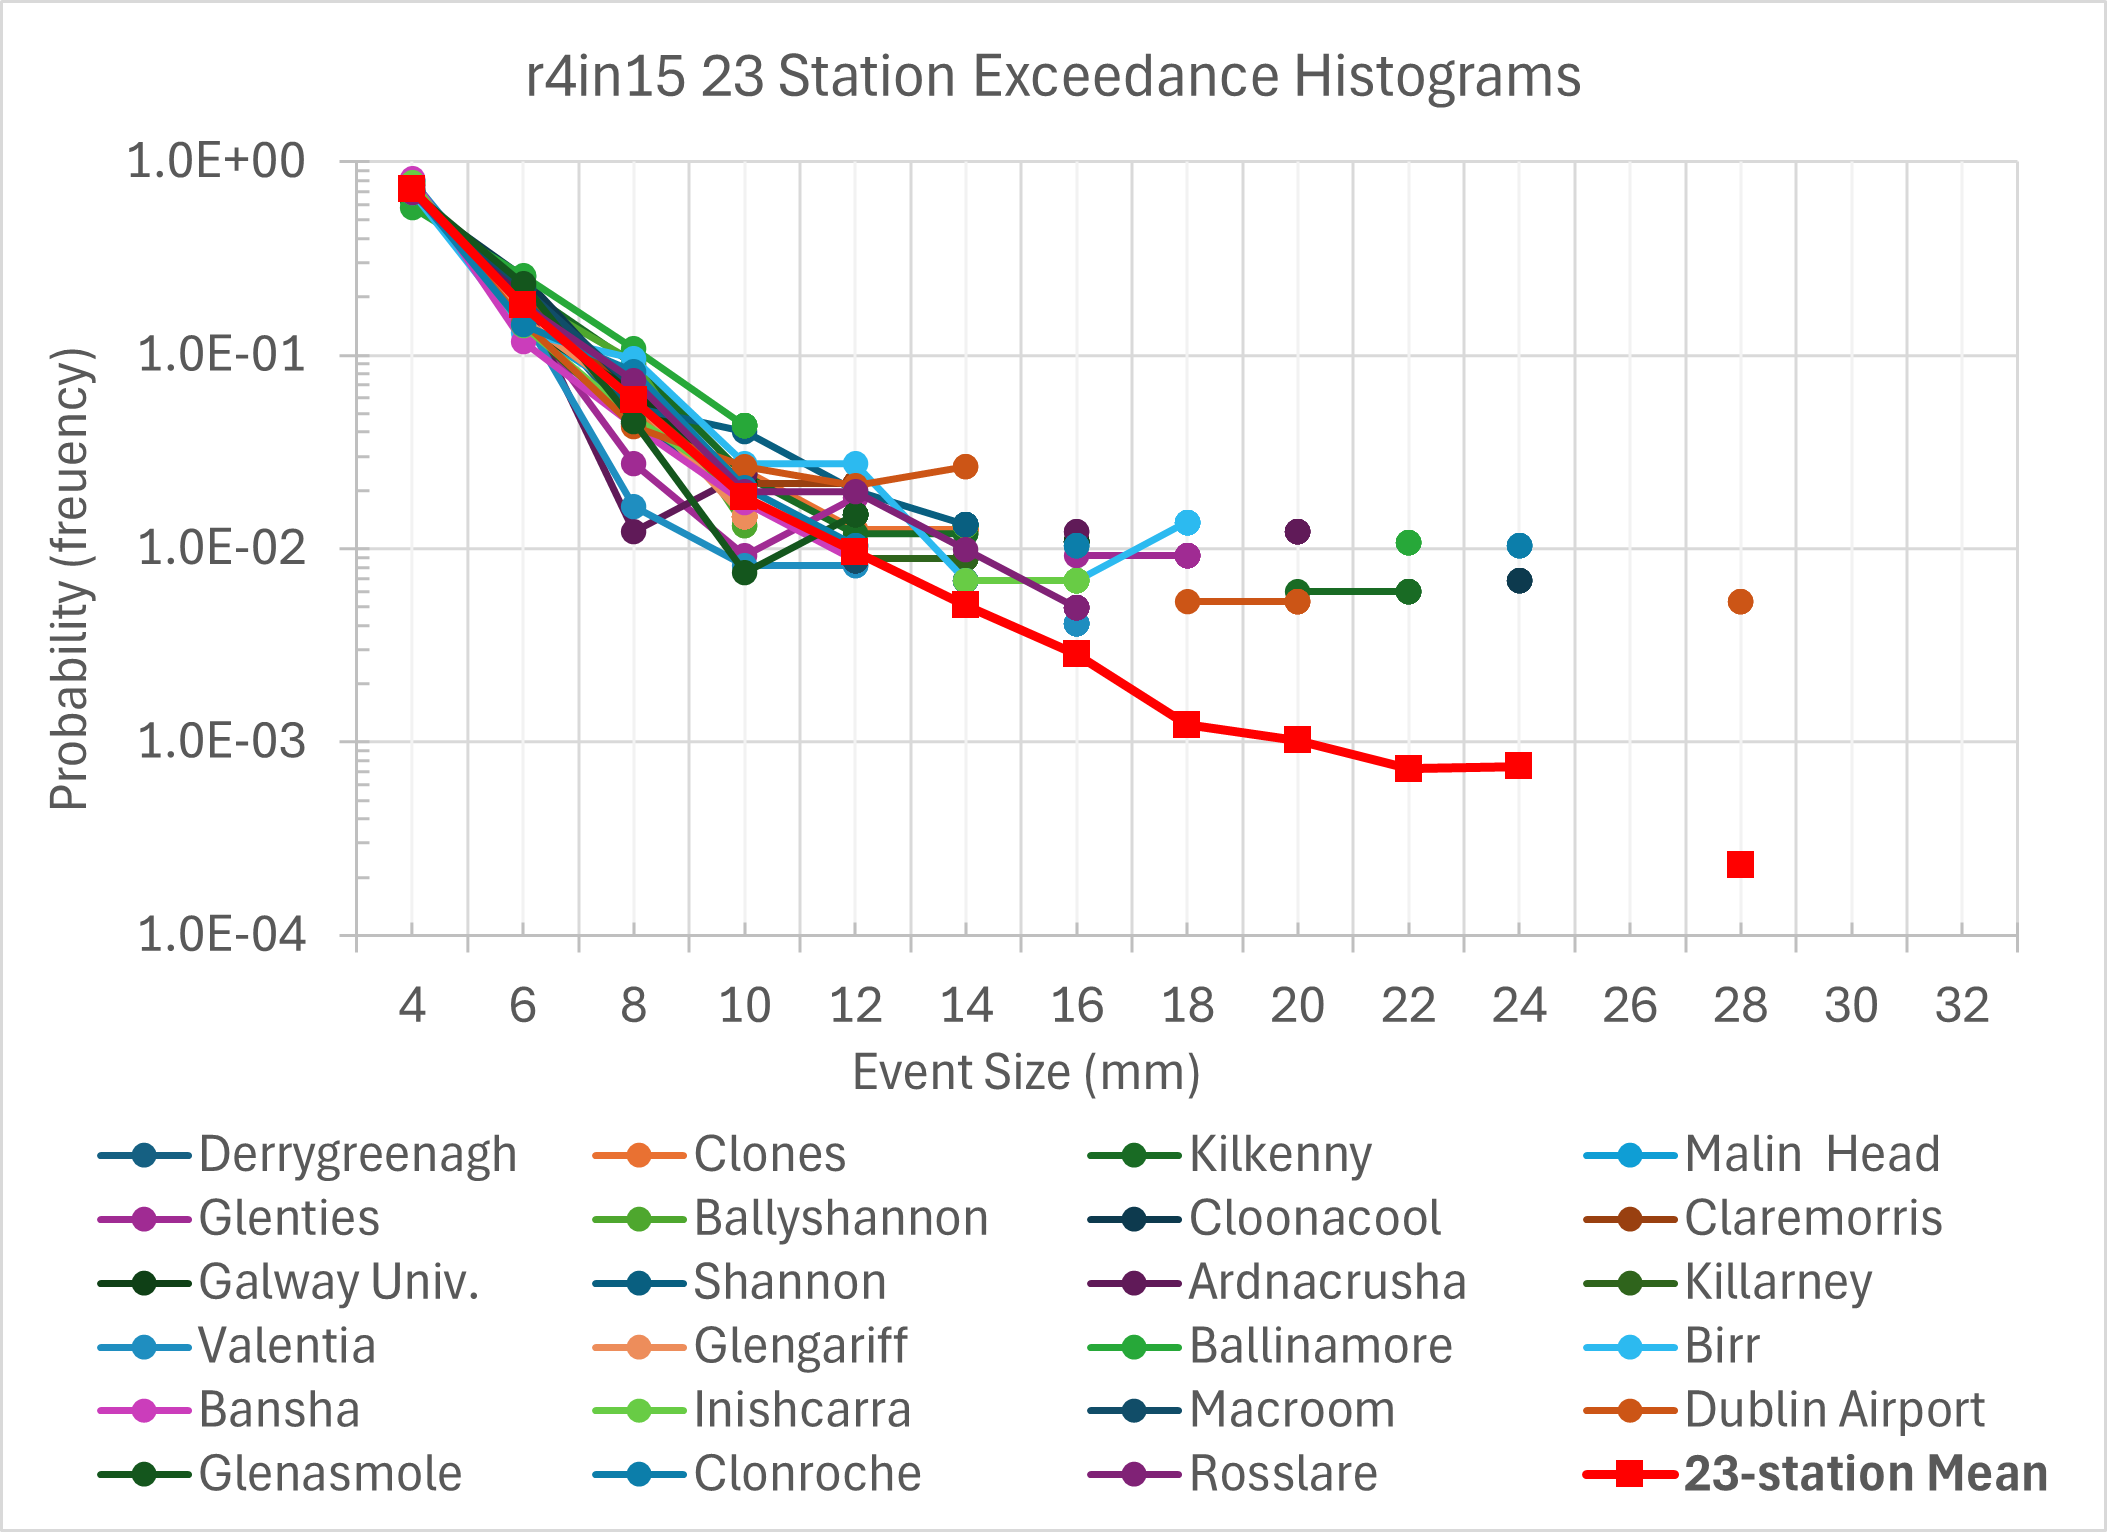 r4in15 23 Station Exceedance Histograms
1.0E+00
1.0E-01
1.0E-02
1.0E-03
1.0E-04
Probability (freuency)
4 6 8 10 12 14 16 18 20 22 24 26 28 30 32
Event Size (mm)
Derrygreenagh Clones Kilkenny Malin  Head
Glenties Ballyshannon Cloonacool Claremorris
Galway Univ. Shannon Ardnacrusha Killarney
Valentia Glengariff Ballinamore Birr
Bansha Inishcarra Macroom Dublin Airport
Glenasmole Clonroche Rosslare 23-station Mean